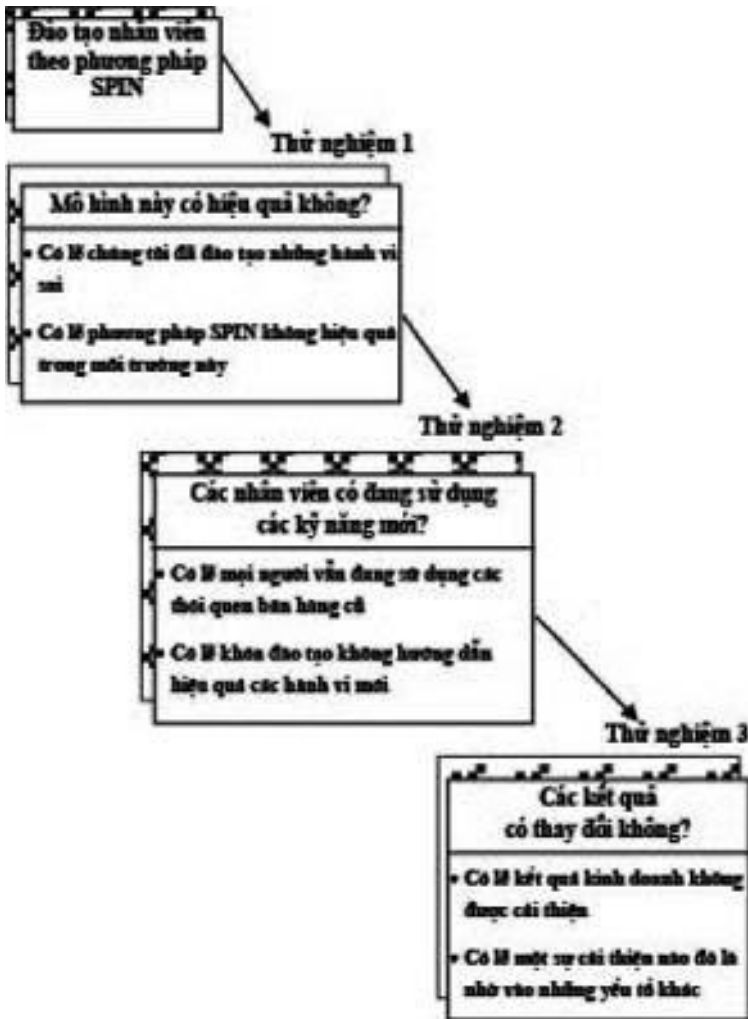 Đào tạo nhân viên
theo phương pháp
SPIN
Thử nghiệm 1
Mô hình này có hiệu quả không?
• Có lẽ chúng tôi đã đào tạo những hành vi
sai
• Có lẽ phương pháp SPIN không hiệu quả
trong môi trường này
Thử nghiệm 2
Các nhân viên có đang sử dụng
các kỹ năng mới?
• Có lẽ mọi người vẫn đang sử dụng các
thói quen bán hàng cũ
• Có lẽ khóa đào tạo không hướng dẫn
hiệu quả các hành vi mới
Thử nghiệm 3
Các kết quả
có thay đổi không?
• Có lẽ kết quả kinh doanh không
được cải thiện
• Có lẽ một sự cải thiện nào đó là
nhờ vào những yếu tố khác